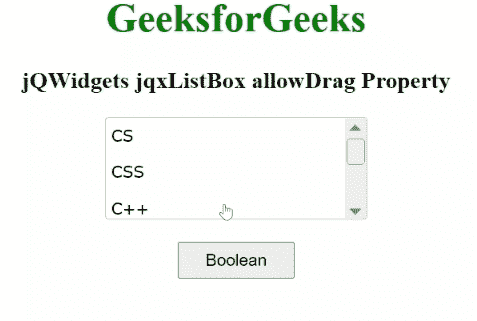 GeeksforGeeks
jQWidgets jqxListBox allowDrag Property
CS
CSS
C++
Boolean